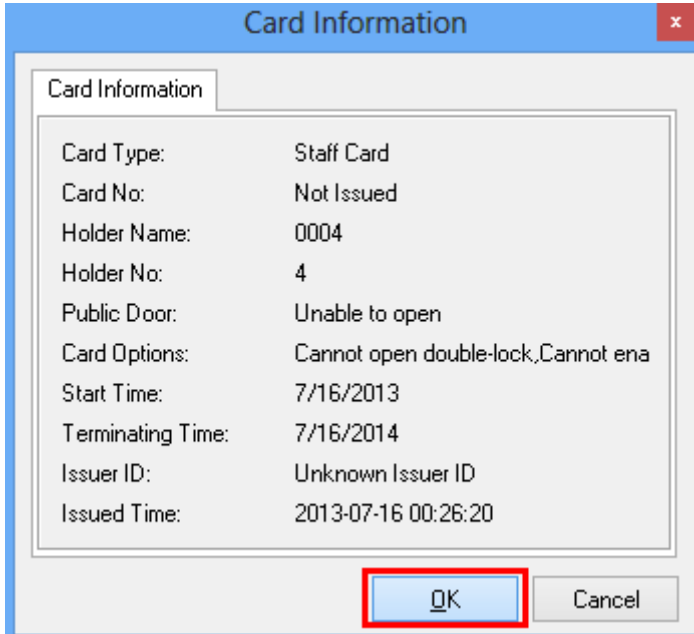 Card Information
x
Card Information
Card Type: Staff Card
Card No: Not Issued
Holder Name: 0004
Holder No: 4
Public Door: Unable to open
Card Options: Cannot open double-lock,Cannot ena
Start Time: 7/16/2013
Terminating Time: 7/16/2014
Issuer ID: Unknown Issuer ID
Issued Time: 2013-07-16 00:26:20
OK Cancel